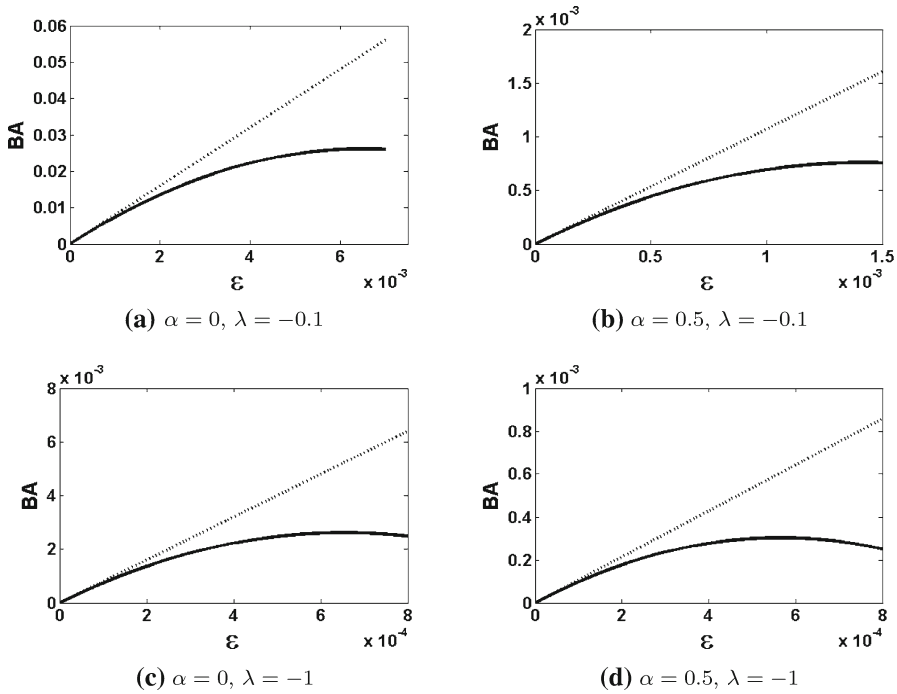 0.06
0.05
0.04
0.03
0.02
0.01
0
BA
0 2 4 6
x 10⁻³
ε
(a) α = 0, λ = −0.1
x 10⁻³
2
1.5
1
0.5
0
BA
0 0.5 1 1.5
x 10⁻³
ε
(b) α = 0.5, λ = −0.1
x 10⁻³
8
6
4
2
0
BA
0 2 4 6 8
x 10⁻⁴
ε
(c) α = 0, λ = −1
x 10⁻³
1
0.8
0.6
0.4
0.2
0
BA
0 2 4 6 8
x 10⁻⁴
ε
(d) α = 0.5, λ = −1